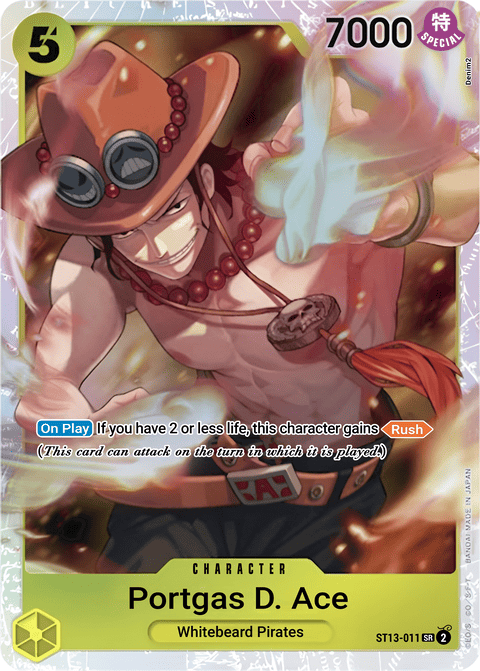 5
7000
特
SPECIAL
Denim2
On Play If you have 2 or less life, this character gains Rush
(This card can attack on the turn in which it is played.)
A
CHARACTER
Portgas D. Ace
Whitebeard Pirates
ST13-011 SR 2
BANDAI MADE IN JAPAN